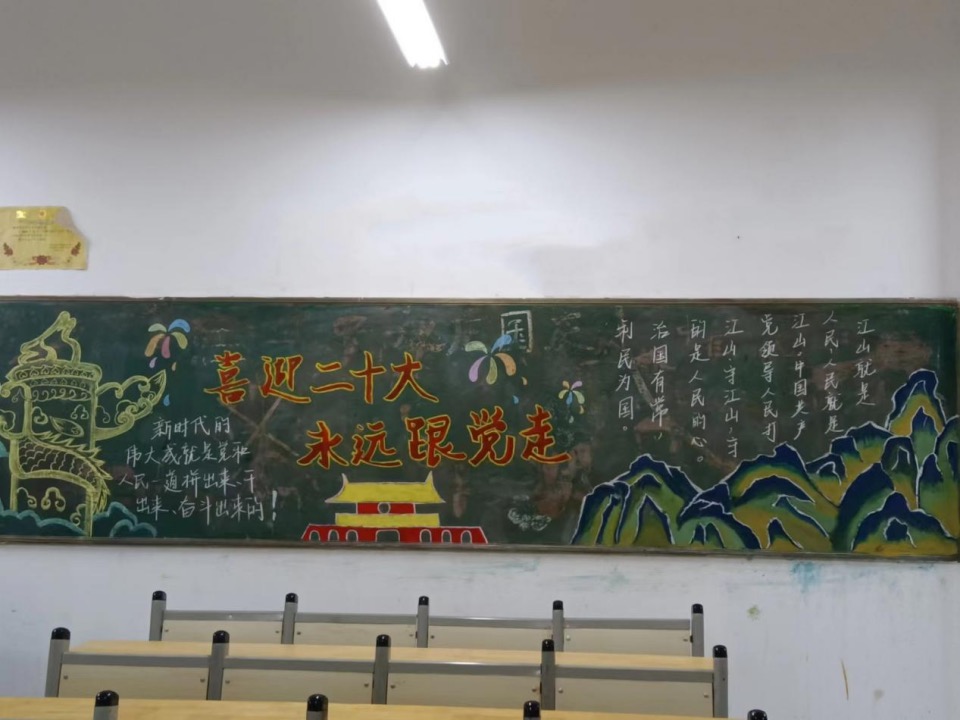 喜迎二十大
永远跟党走
新时代的
伟大成就是党和
人民一道拼出来、干
出来、奋斗出来的！
江山就是
人民，人民就是
江山。中国共产
党领导人民打
江山、守江山，守
的是人民的心。
治国有常，
利民为国。